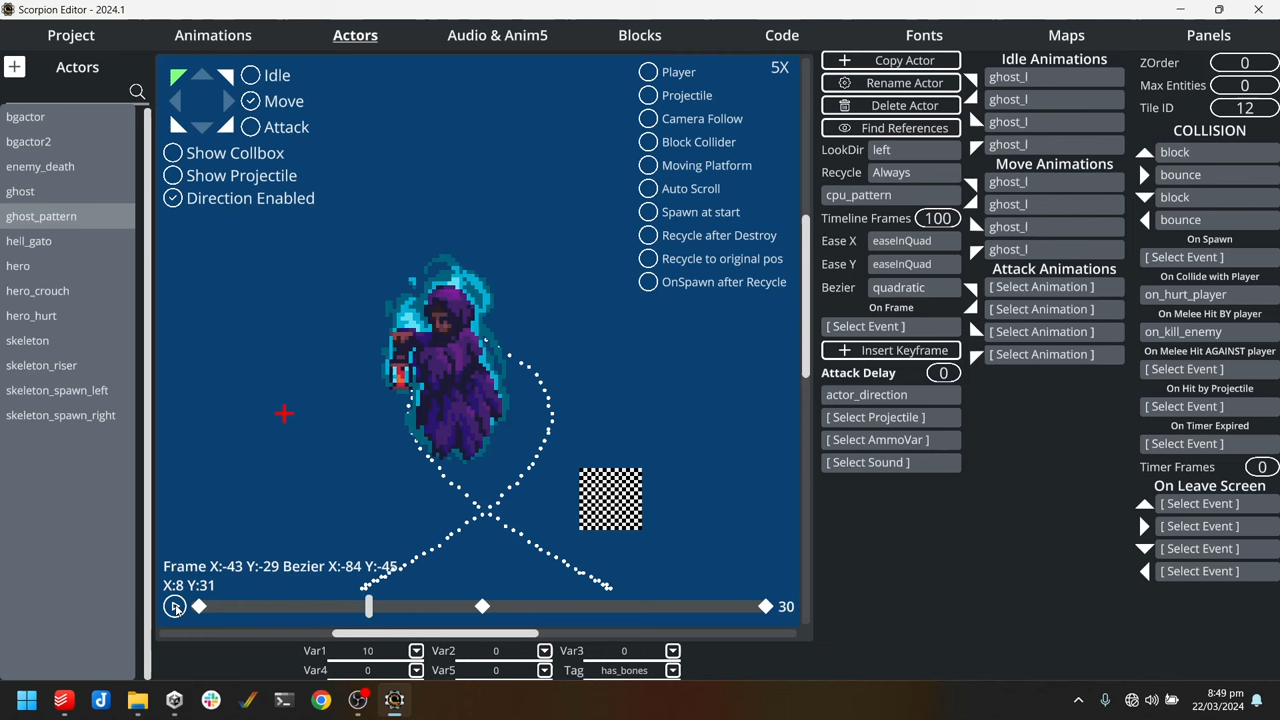 Scorpion Editor - 2024.1
Project
Animations
Actors
Audio & Anim5
Blocks
Code
Fonts
Maps
Panels
Actors
bgactor
bgactor2
enemy_death
ghost
ghost_pattern
hell_gato
hero
hero_crouch
hero_hurt
skeleton
skeleton_riser
skeleton_spawn_left
skeleton_spawn_right
Idle
Move
Attack
Show Collbox
Show Projectile
Direction Enabled
Player
Projectile
Camera Follow
Block Collider
Moving Platform
Auto Scroll
Spawn at start
Recycle after Destroy
Recycle to original pos
OnSpawn after Recycle
5X
Frame X:-43 Y:-29 Bezier X:-84 Y:-45
X:8 Y:31
30
Var1 10
Var2 0
Var3 0
Var4 0
Var5 0
Tag has_bones
Copy Actor
Rename Actor
Delete Actor
Find References
LookDir left
Recycle Always
cpu_pattern
Timeline Frames 100
Ease X easeInQuad
Ease Y easeInQuad
Bezier quadratic
On Frame
[ Select Event ]
Insert Keyframe
Attack Delay 0
actor_direction
[ Select Projectile ]
[ Select AmmoVar ]
[ Select Sound ]
Idle Animations
ghost_l
ghost_l
ghost_l
ghost_l
Move Animations
ghost_l
ghost_l
ghost_l
ghost_l
Attack Animations
[ Select Animation ]
[ Select Animation ]
[ Select Animation ]
[ Select Animation ]
ZOrder 0
Max Entities 0
Tile ID 12
COLLISION
block
bounce
block
bounce
On Spawn
[ Select Event ]
On Collide with Player
on_hurt_player
On Melee Hit BY player
on_kill_enemy
On Melee Hit AGAINST player
[ Select Event ]
On Hit by Projectile
[ Select Event ]
On Timer Expired
[ Select Event ]
Timer Frames 0
On Leave Screen
[ Select Event ]
[ Select Event ]
[ Select Event ]
[ Select Event ]
8:49 pm
22/03/2024